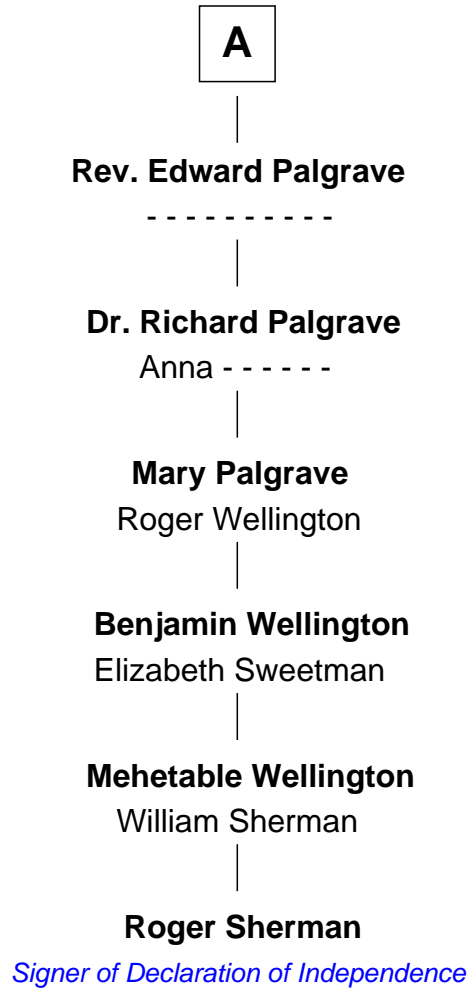 A
Rev. Edward Palgrave
- - - - - - - - - -
Dr. Richard Palgrave
Anna - - - - - -
Mary Palgrave
Roger Wellington
Benjamin Wellington
Elizabeth Sweetman
Mehetable Wellington
William Sherman
Roger Sherman
Signer of Declaration of Independence